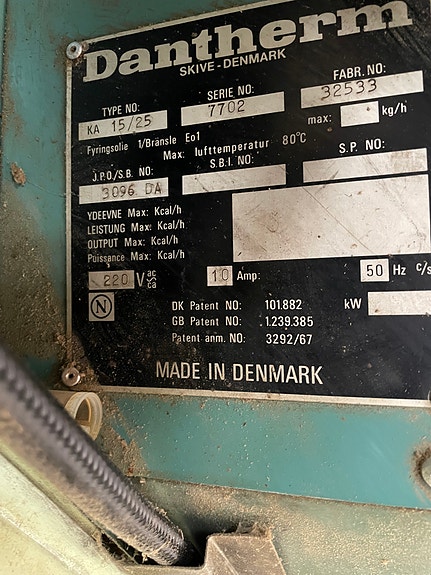 Dantherm
SKIVE - DENMARK
TYPE NO: SERIE NO: FABR. NO:
KA 15/25 7702 32533
max: kg/h
Fyringsolie 1/Bränsle Eo1
Max: lufttemperatur 80°C
J.P.O./S.B. NO: S.B.I. NO: S.P. NO:
3096 DA
YDEEVNE Max: Kcal/h
LEISTUNG Max: Kcal/h
OUTPUT Max: Kcal/h
Puissance Max: Kcal/h
220 V ac ca 10 Amp: 50 Hz c/s
N
DK Patent NO: 101.882 kW
GB Patent NO: 1.239.385
Patent anm. NO: 3292/67
MADE IN DENMARK